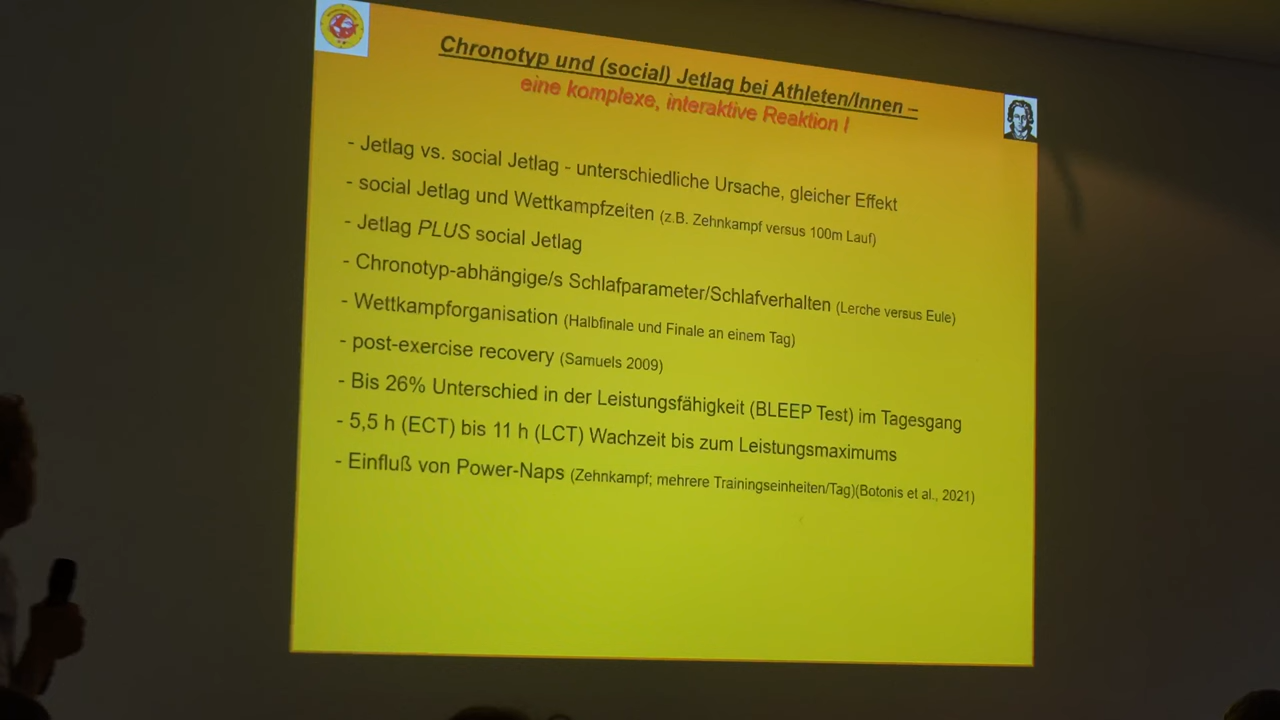 Chronotyp und (social) Jetlag bei Athleten/Innen –
eine komplexe, interaktive Reaktion !
- Jetlag vs. social Jetlag - unterschiedliche Ursache, gleicher Effekt
- social Jetlag und Wettkampfzeiten (z.B. Zehnkampf versus 100m Lauf)
- Jetlag PLUS social Jetlag
- Chronotyp-abhängige/s Schlafparameter/Schlafverhalten (Lerche versus Eule)
- Wettkampforganisation (Halbfinale und Finale an einem Tag)
- post-exercise recovery (Samuels 2009)
- Bis 26% Unterschied in der Leistungsfähigkeit (BLEEP Test) im Tagesgang
- 5,5 h (ECT) bis 11 h (LCT) Wachzeit bis zum Leistungsmaximums
- Einfluß von Power-Naps (Zehnkampf; mehrere Trainingseinheiten/Tag)(Botonis et al., 2021)